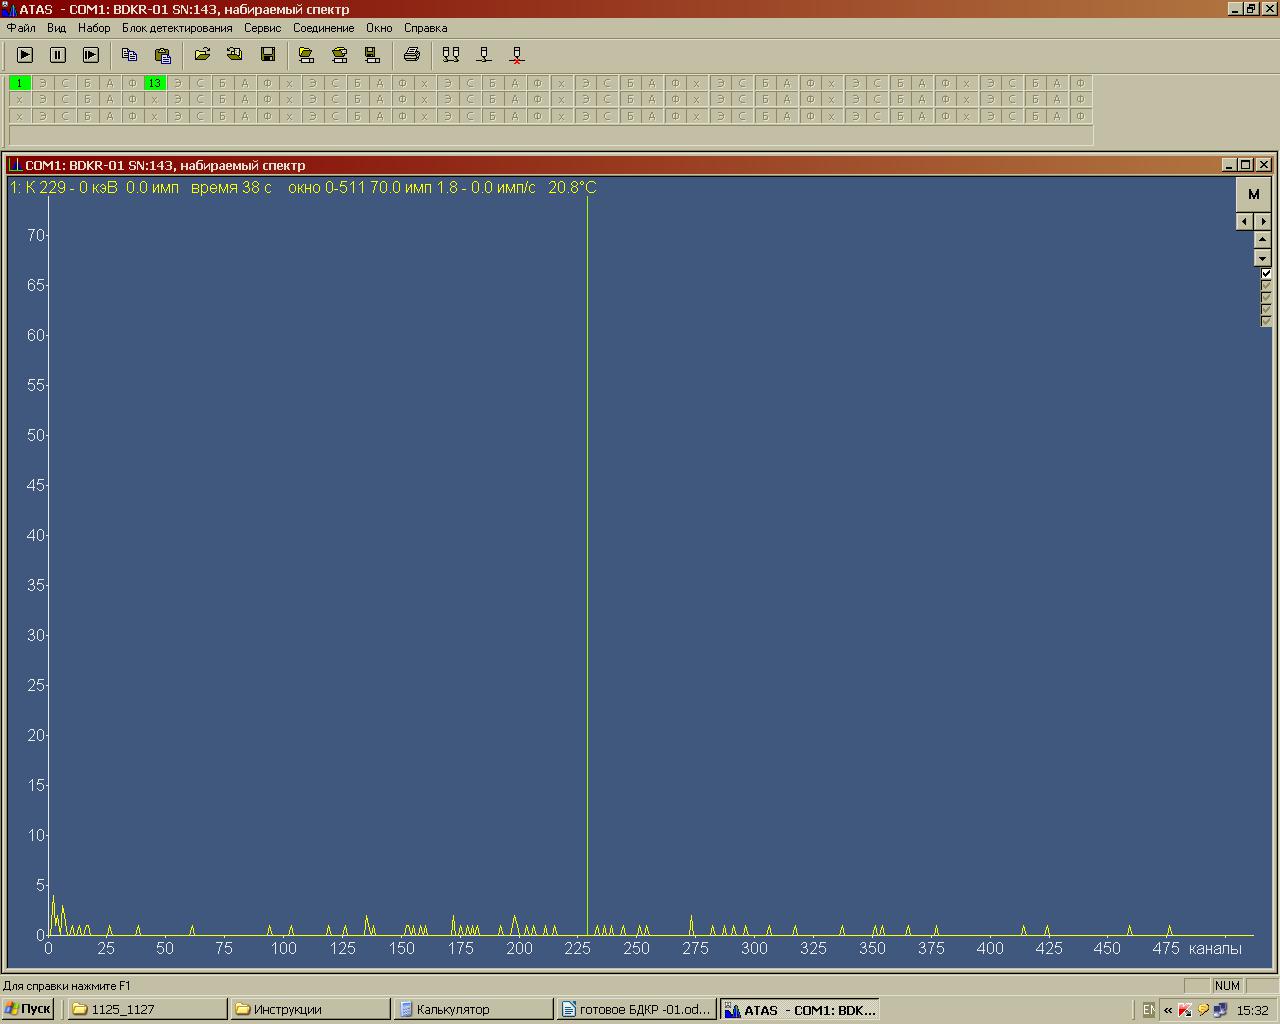 ATAS - COM1: BDKR-01 SN:143, набираемый спектр
Файл Вид Набор Блок детектирования Сервис Соединение Окно Справка
1 Э С Б А Ф 13 Э С Б А Ф х Э С Б А Ф х Э С Б А Ф х Э С Б А Ф х Э С Б А Ф х Э С Б А Ф х Э С Б А Ф
х Э С Б А Ф х Э С Б А Ф х Э С Б А Ф х Э С Б А Ф х Э С Б А Ф х Э С Б А Ф х Э С Б А Ф х Э С Б А Ф
х Э С Б А Ф х Э С Б А Ф х Э С Б А Ф х Э С Б А Ф х Э С Б А Ф х Э С Б А Ф х Э С Б А Ф х Э С Б А Ф
COM1: BDKR-01 SN:143, набираемый спектр
1: К 229 - 0 кэВ 0.0 имп время 38 с окно 0-511 70.0 имп 1.8 - 0.0 имп/с 20.8°C
М
70
65
60
55
50
45
40
35
30
25
20
15
10
5
0
0 25 50 75 100 125 150 175 200 225 250 275 300 325 350 375 400 425 450 475 каналы
Для справки нажмите F1
NUM
Пуск 1125_1127 Инструкции Калькулятор готовое БДКР -01.od... ATAS - COM1: BDK... EN « 15:32